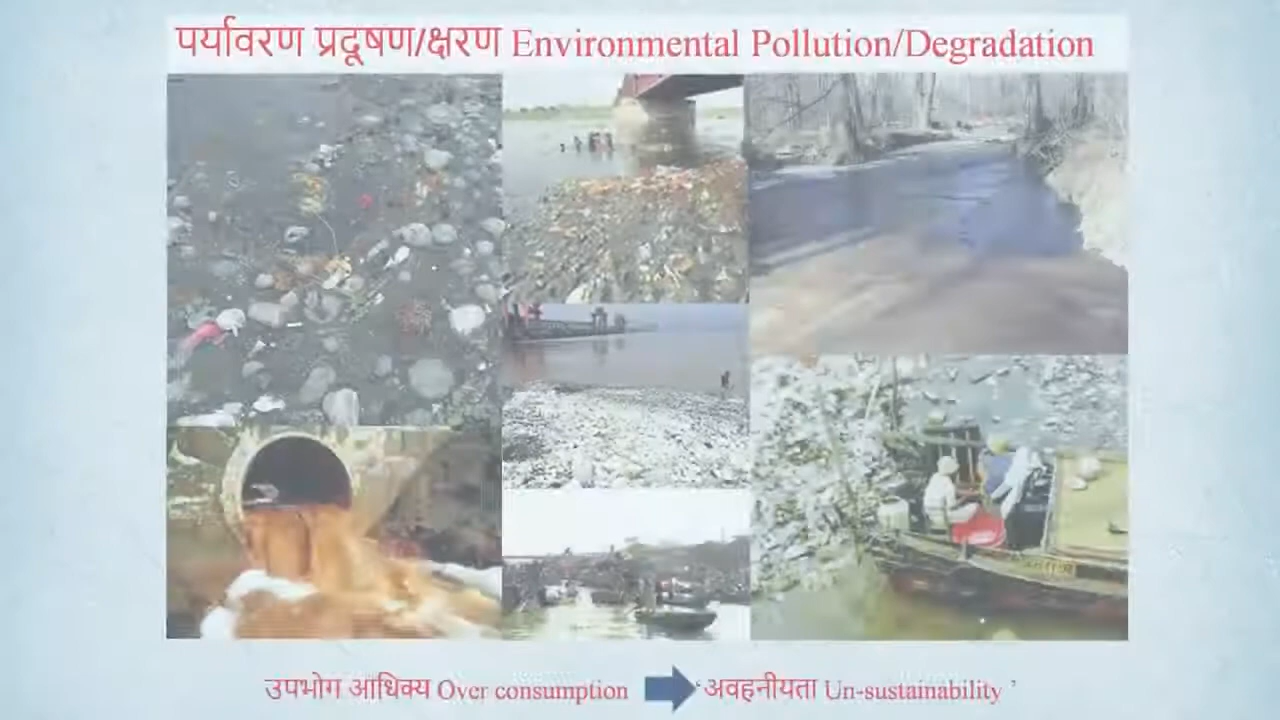 पर्यावरण प्रदूषण/क्षरण Environmental Pollution/Degradation
उपभोग आधिक्य Over consumption ‘अवहनीयता Un-sustainability ’